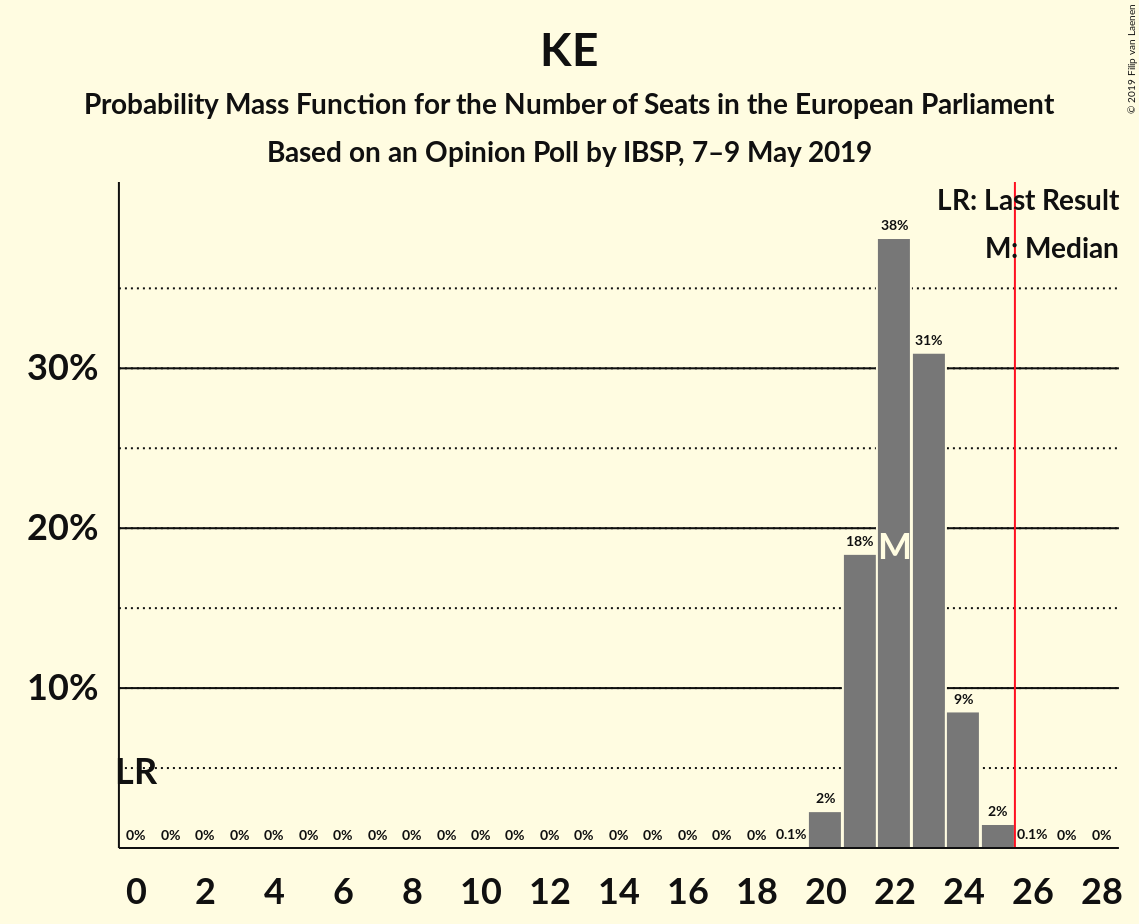 KE
Probability Mass Function for the Number of Seats in the European Parliament
Based on an Opinion Poll by IBSP, 7–9 May 2019
© 2019 Filip van Laenen
LR: Last Result
M: Median
38%
31%
30%
20%
18%
M
10%
9%
LR
2%
2%
0% 0% 0% 0% 0% 0% 0% 0% 0% 0% 0% 0% 0% 0% 0% 0% 0% 0% 0% 0.1% 0.1% 0% 0%
0 2 4 6 8 10 12 14 16 18 20 22 24 26 28